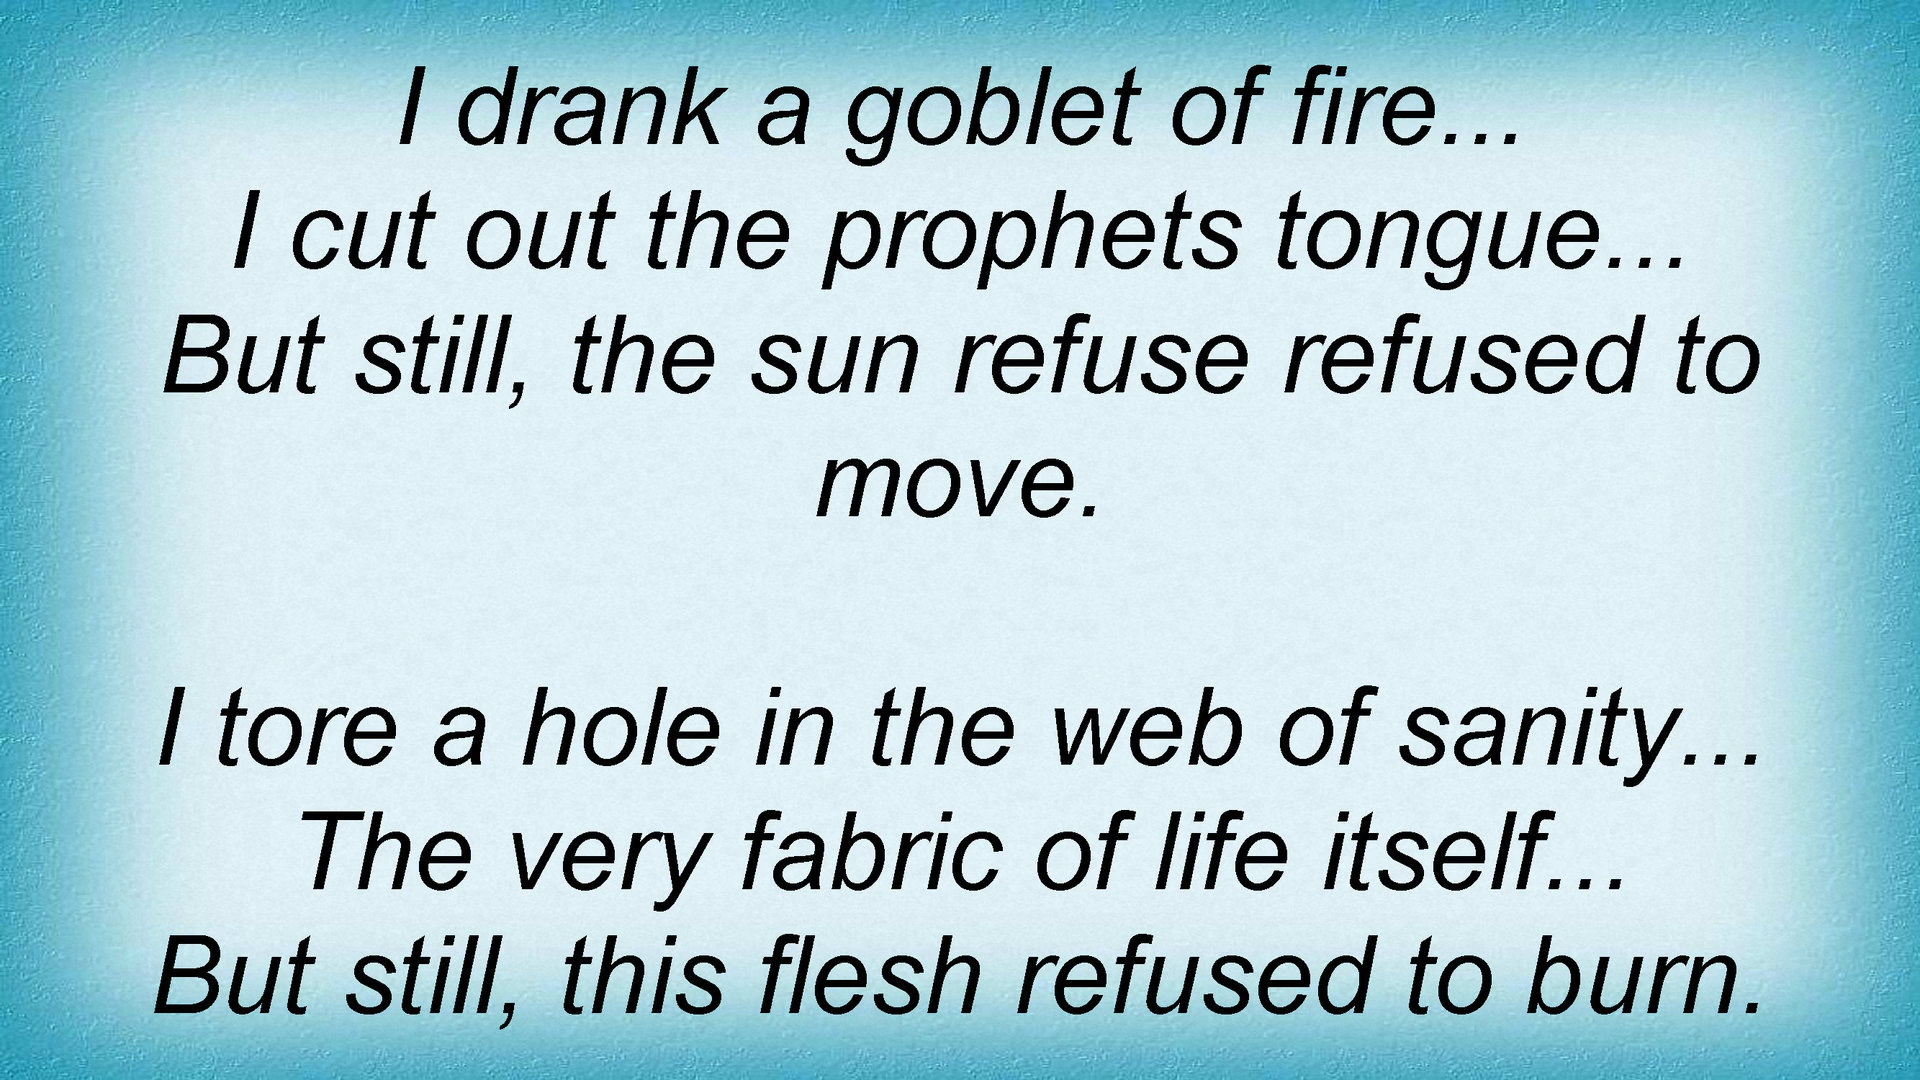 I drank a goblet of fire...
I cut out the prophets tongue...
But still, the sun refuse refused to
move.
I tore a hole in the web of sanity...
The very fabric of life itself...
But still, this flesh refused to burn.